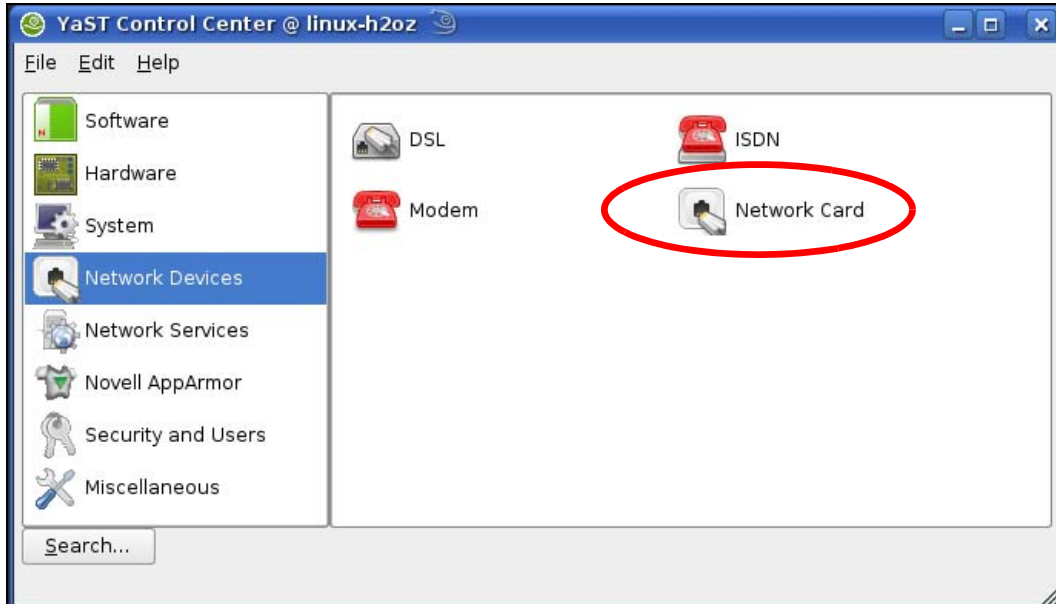 YaST Control Center @ linux-h2oz
File Edit Help
Software
Hardware
System
Network Devices
Network Services
Novell AppArmor
Security and Users
Miscellaneous
DSL
ISDN
Modem
Network Card
Search...